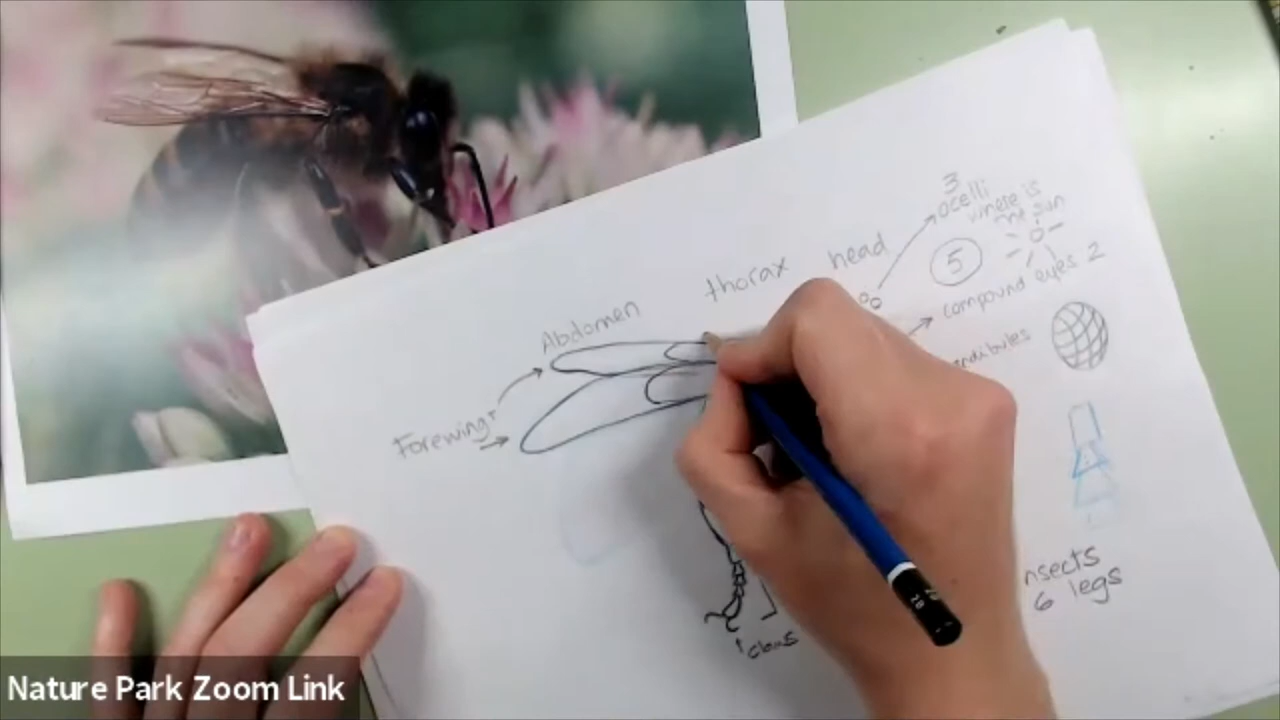 3
ocelli
where is
the sun
head
5
thorax
compound eyes 2
Abdomen
Forewing
nsects
6 legs
claws
2B
Nature Park Zoom Link